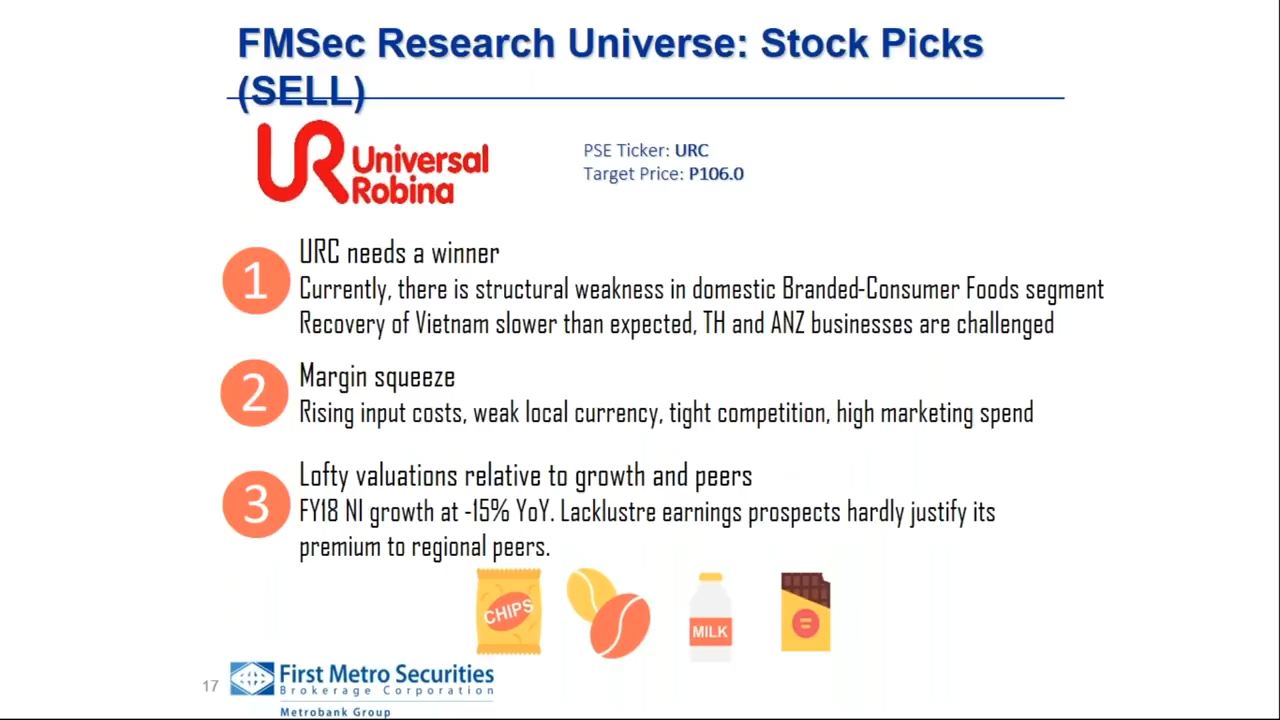 FMSec Research Universe: Stock Picks
(SELL)
UR Universal
Robina
PSE Ticker: URC
Target Price: P106.0
1
URC needs a winner
Currently, there is structural weakness in domestic Branded-Consumer Foods segment
Recovery of Vietnam slower than expected, TH and ANZ businesses are challenged
2
Margin squeeze
Rising input costs, weak local currency, tight competition, high marketing spend
3
Lofty valuations relative to growth and peers
FY18 NI growth at -15% YoY. Lacklustre earnings prospects hardly justify its
premium to regional peers.
CHIPS
MILK
17
First Metro Securities
Brokerage Corporation
Metrobank Group